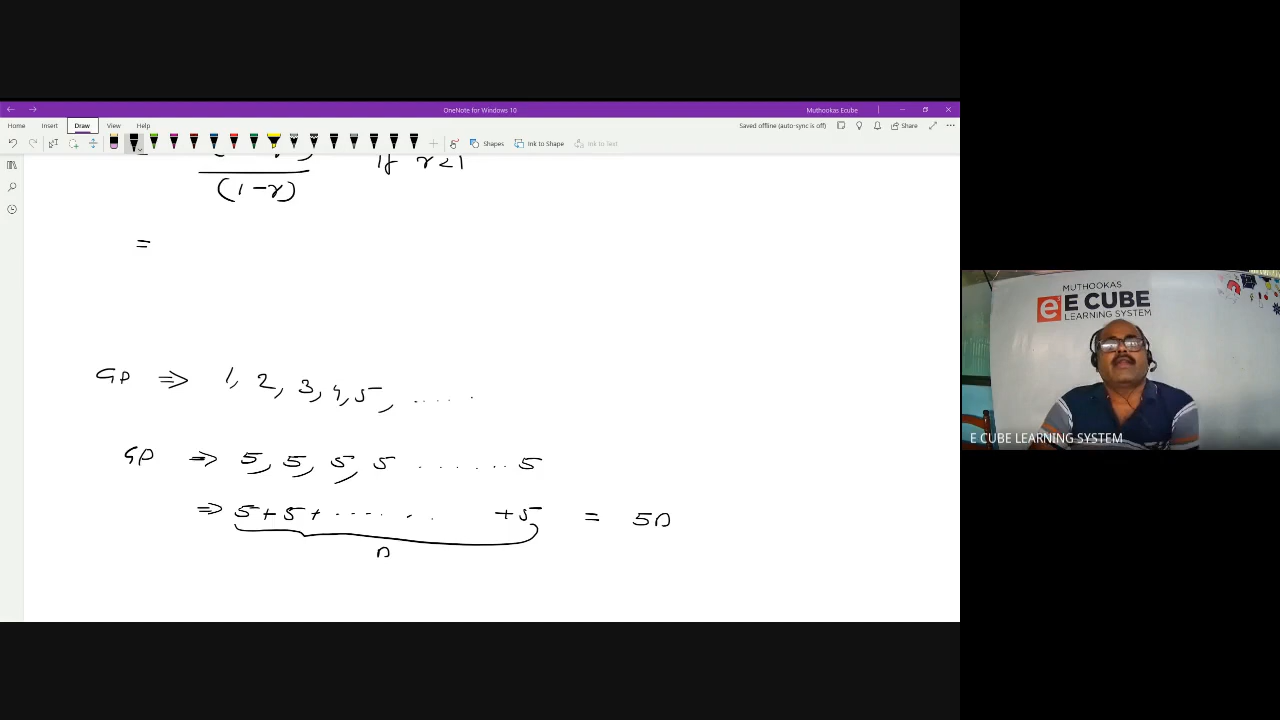 OneNote for Windows 10
Muthookas Ecube
Home Insert Draw View Help
Saved offline (auto-sync is off)
Share
Shapes
Ink to Shape
Ink to Text
if r<1
(1-r)
=
GP ⇒ 1, 2, 3, 4, 5, .....
GP ⇒ 5, 5, 5, 5 ....... 5
⇒ 5+5+ ....... +5 = 5n
n
MUTHOOKAS
e E CUBE
LEARNING SYSTEM
E CUBE LEARNING SYSTEM